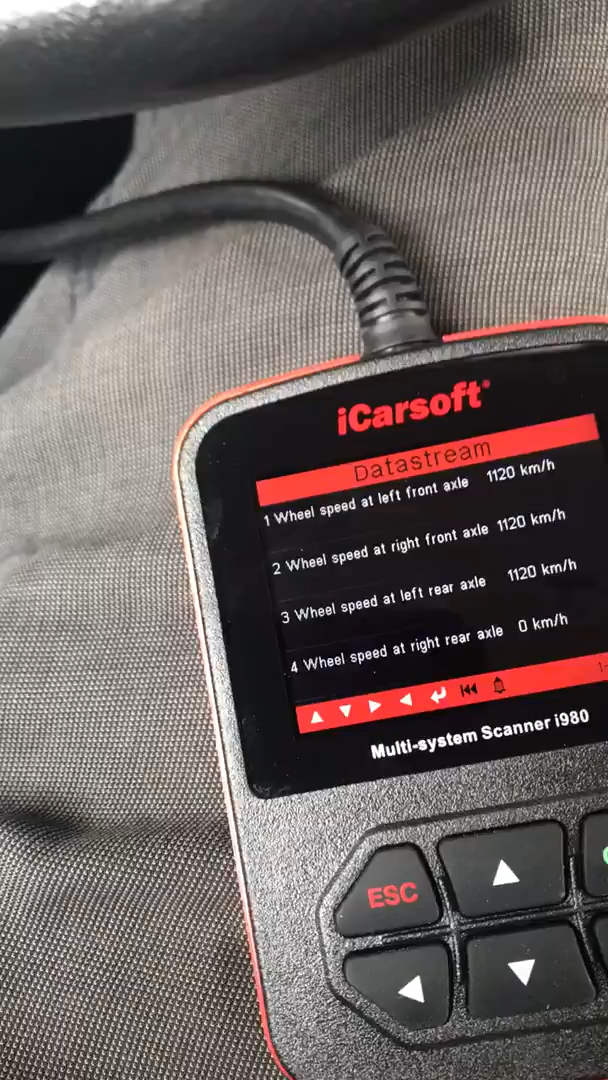 iCarsoft®
Datastream
1 Wheel speed at left front axle 1120 km/h
2 Wheel speed at right front axle 1120 km/h
3 Wheel speed at left rear axle 1120 km/h
4 Wheel speed at right rear axle 0 km/h
Multi-system Scanner i980
ESC